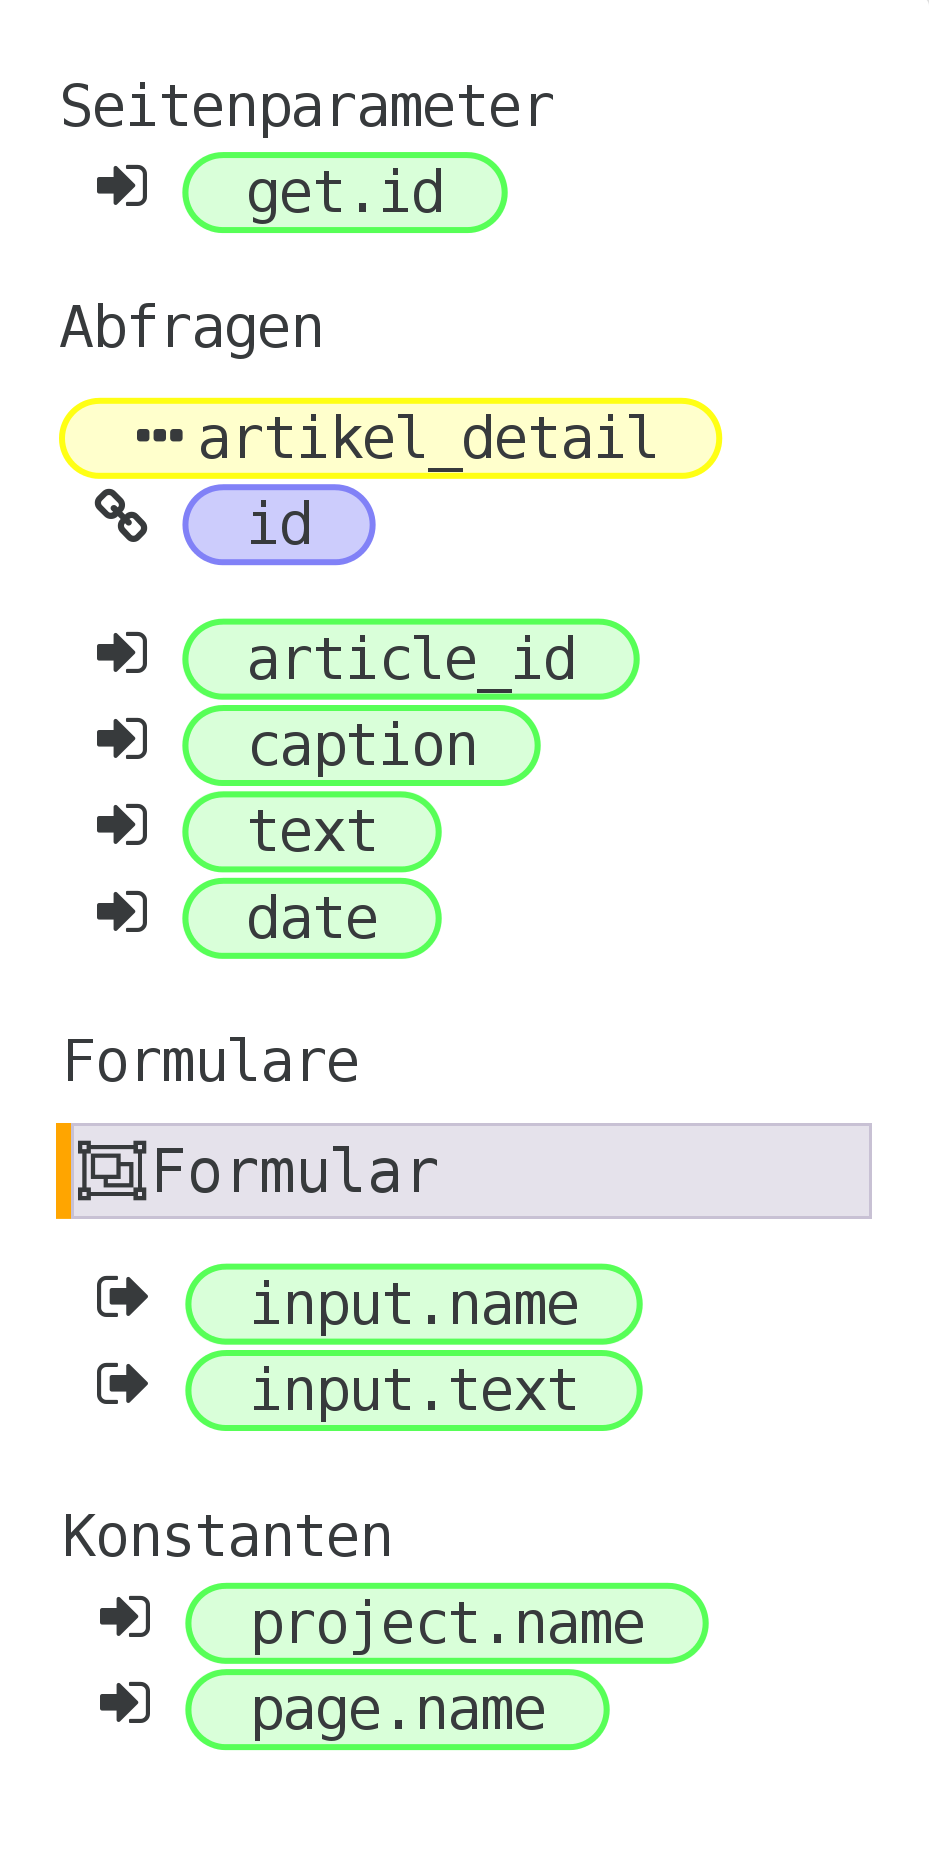 Seitenparameter
get.id
Abfragen
artikel_detail
id
article_id
caption
text
date
Formulare
Formular
input.name
input.text
Konstanten
project.name
page.name